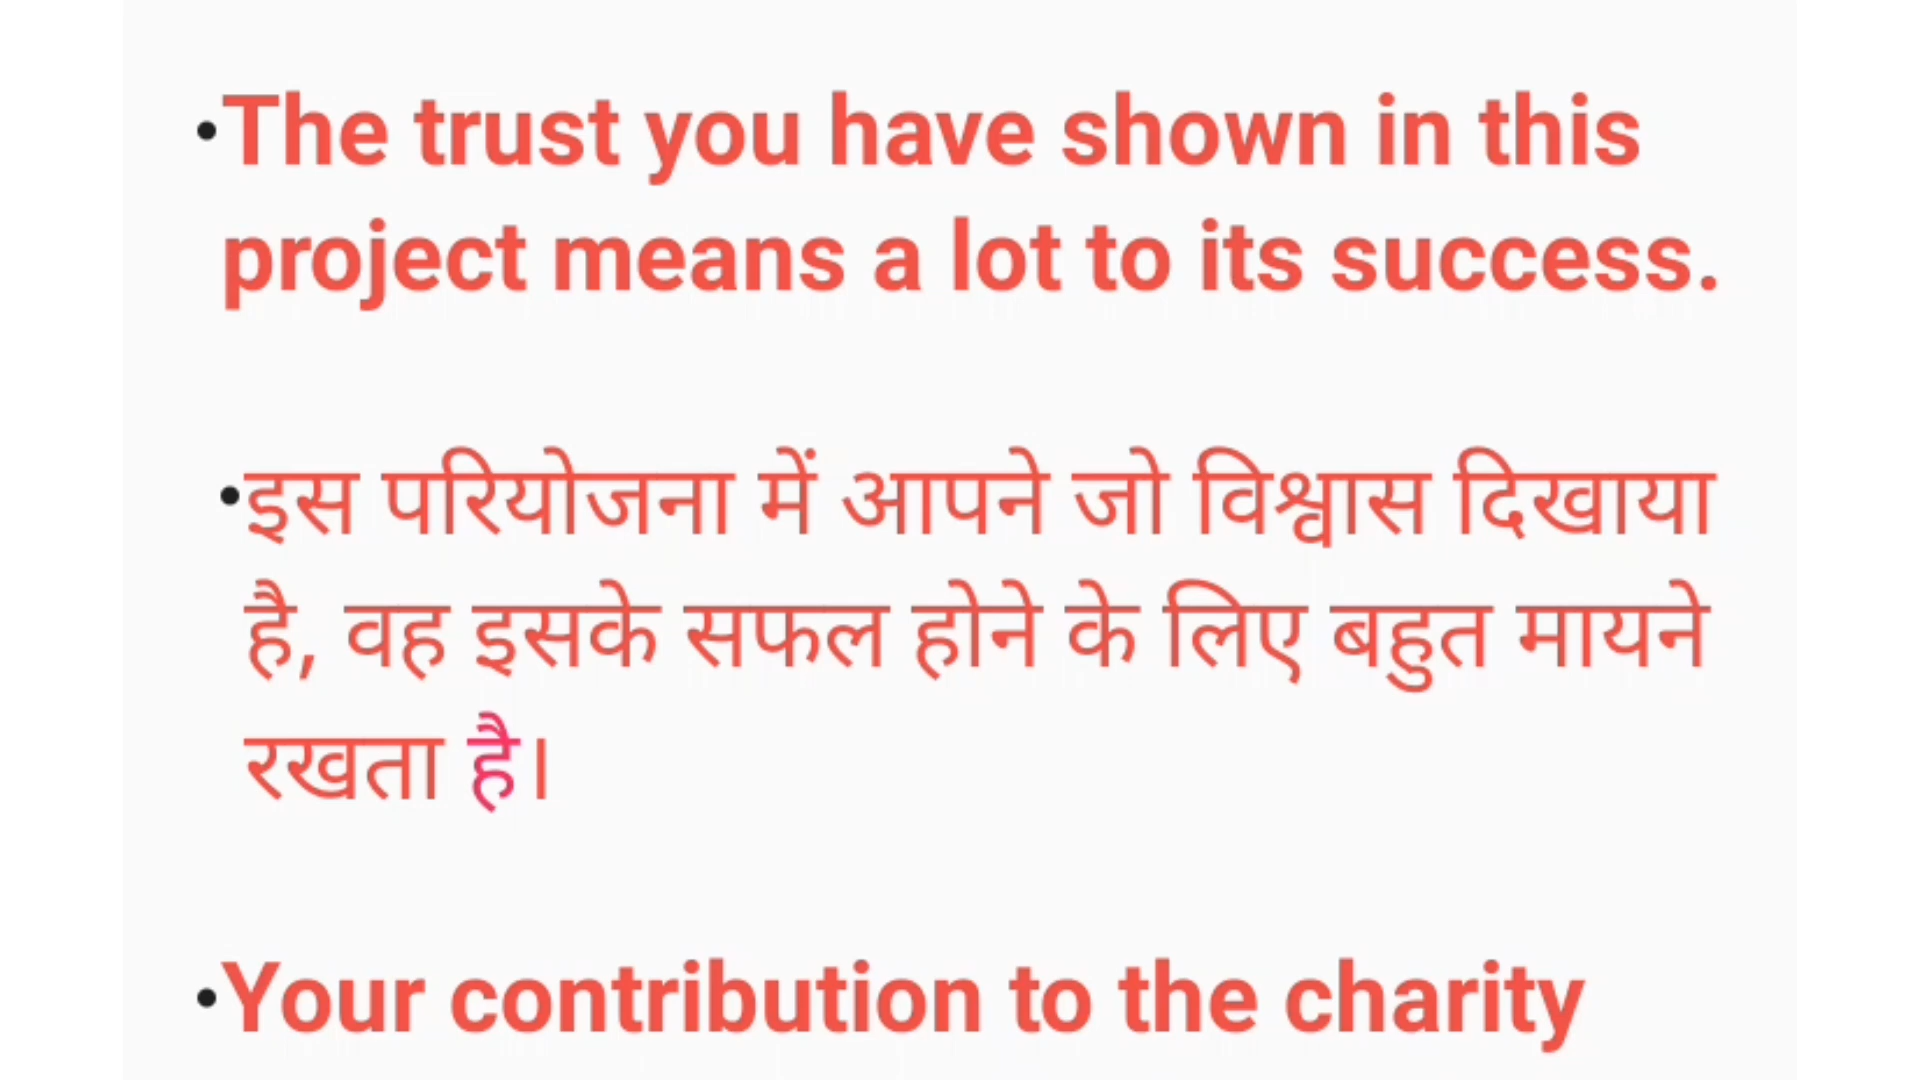 •The trust you have shown in this
project means a lot to its success.
•इस परियोजना में आपने जो विश्वास दिखाया
है, वह इसके सफल होने के लिए बहुत मायने
रखता है।
•Your contribution to the charity